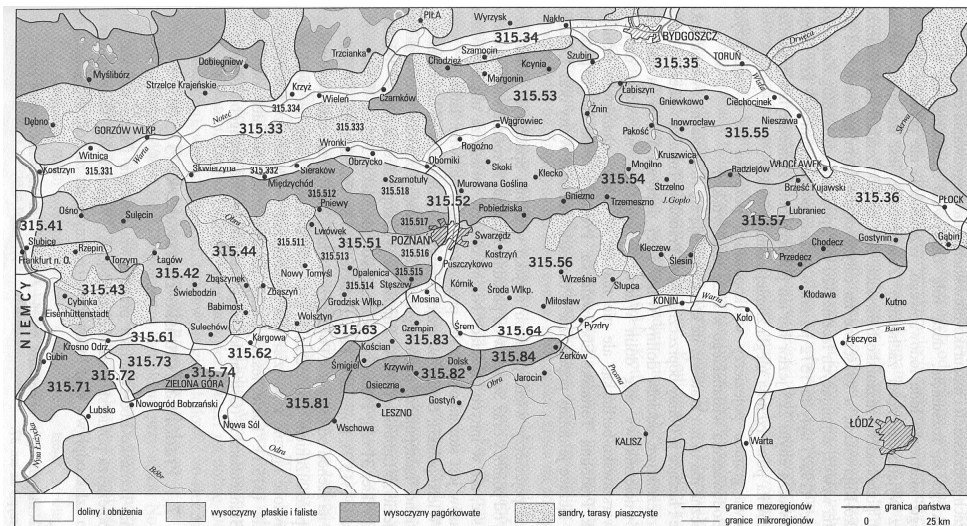 PIŁA
Wyrzysk
Nakło
BYDGOSZCZ
315.34
Drwęca
Trzcianka
Szamocin
Szubin
315.35
TORUŃ
Dobiegniew
Chodzież
Kcynia
Myślibórz
Margonin
Wisła
Strzelce Krajeńskie
Krzyż
Wieleń
Czarnków
315.53
Łabiszyn
Gniewkowo
Ciechocinek
315.334
Żnin
Noteć
315.33
315.333
Wągrowiec
Pakość
Inowrocław
315.55
Nieszawa
Skrwa
Dębno
GORZÓW WLKP.
Warta
Wronki
Rogoźno
Witnica
Obrzycko
Oborniki
Skoki
Mogilno
Kruszwica
Kostrzyn
315.331
Skwierzyna
315.332
Sieraków
Międzychód
Szamotuły
315.518
Murowana Goślina
Kłecko
315.54
Strzelno
Radziejów
WŁOCŁAWEK
315.512
315.52
Gniezno
Trzemeszno
J.Gopło
Brześć Kujawski
315.36
PŁOCK
Ośno
Sulęcin
Obra
Pniewy
Pobiedziska
315.57
Lubraniec
315.41
315.517
Lwówek
Słubice
315.44
315.511
315.51
POZNAŃ
Swarzędz
Gostynin
Gąbin
Frankfurt n. O.
Rzepin
Torzym
Łagów
315.513
315.516
Kostrzyń
Kleczew
Chodecz
315.42
Zbąszynek
Nowy Tomyśl
Opalenica
315.515
Puszczykowo
315.56
Ślesin
Przedecz
315.43
Świebodzin
Zbąszyń
315.514
Stęszew
Kórnik
Września
Słupca
Cybinka
Babimost
Grodzisk Wlkp.
Mosina
Środa Wlkp.
KONIN
Warta
Kłodawa
Kutno
NIEMCY
Eisenhüttenstadt
Wolsztyn
Miłosław
Sulechów
315.63
Czempin
Śrem
315.64
Pyzdry
Koło
Bzura
Krosno Odrz.
315.61
Kargowa
315.83
315.62
Kościan
Gubin
315.73
Śmigiel
Krzywin
Dolsk
315.84
Żerków
Łęczyca
315.72
315.74
315.82
Obra
315.71
ZIELONA GÓRA
Osieczna
Jarocin
Prosna
Lubsko
Nowogród Bobrzański
315.81
LESZNO
Gostyń
Nowa Sól
Wschowa
ŁÓDŹ
Nysa Łużycka
Bóbr
Odra
KALISZ
Warta
doliny i obniżenia
wysoczyzny płaskie i faliste
wysoczyzny pagórkowate
sandry, tarasy piaszczyste
granice mezoregionów
granice mikroregionów
granica państwa
0 25 km